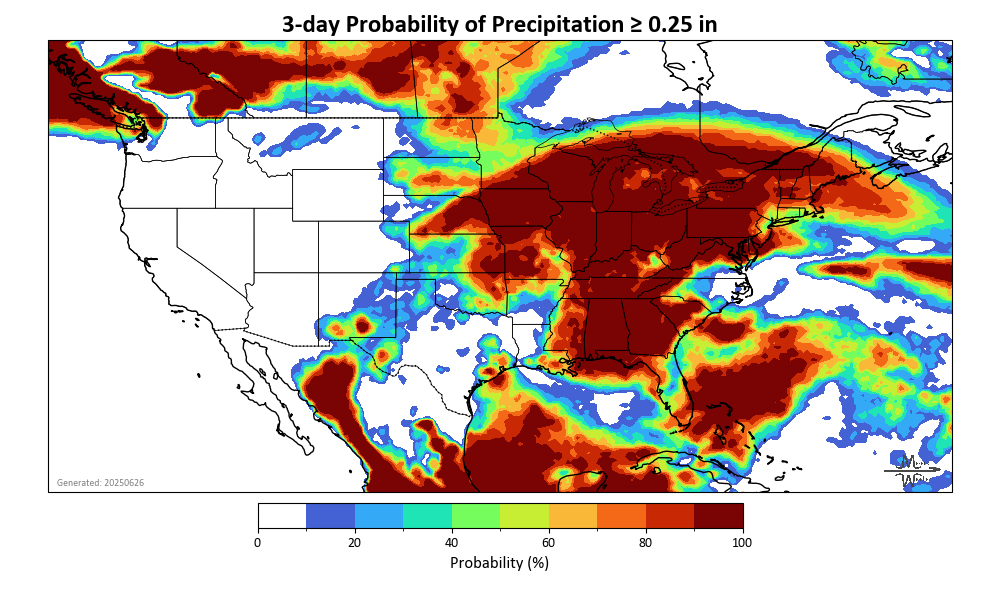 3-day Probability of Precipitation ≥ 0.25 in
Generated: 20250626
0 20 40 60 80 100
Probability (%)